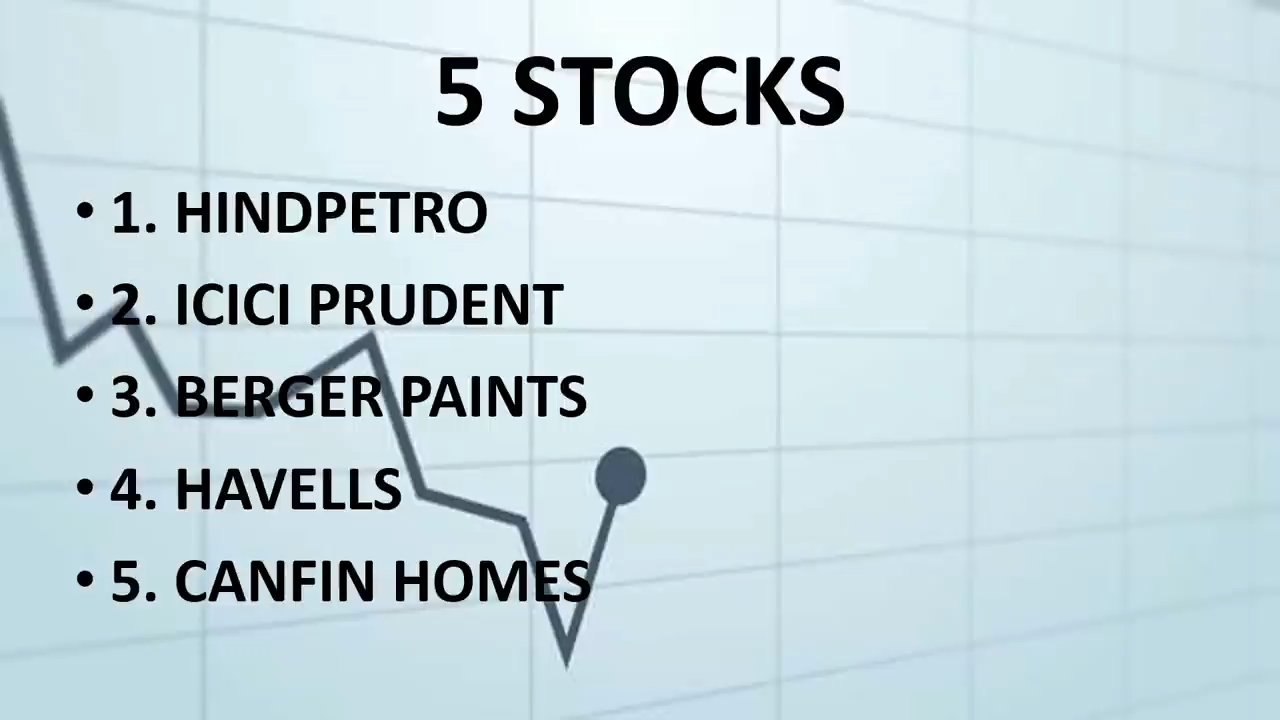 5 STOCKS
• 1. HINDPETRO
• 2. ICICI PRUDENT
• 3. BERGER PAINTS
• 4. HAVELLS
• 5. CANFIN HOMES